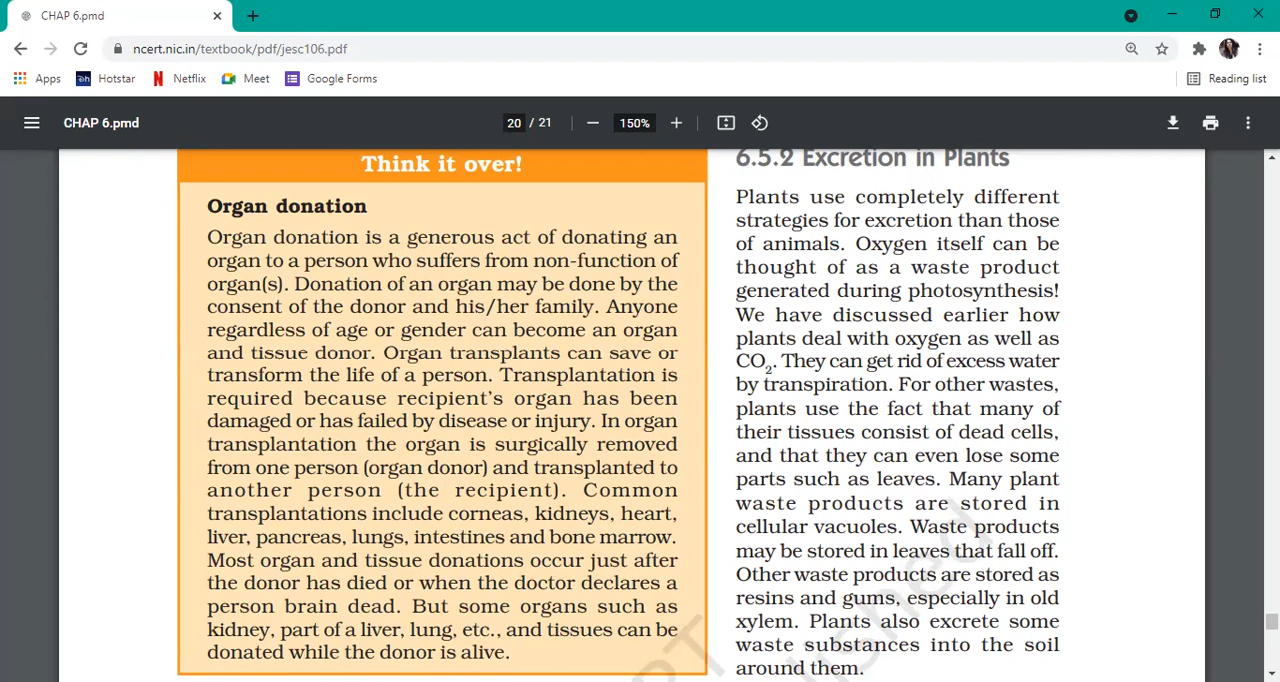 CHAP 6.pmd
ncert.nic.in/textbook/pdf/jesc106.pdf
Apps Hotstar Netflix Meet Google Forms Reading list
CHAP 6.pmd 20 / 21 150%
Think it over!
Organ donation
Organ donation is a generous act of donating an
organ to a person who suffers from non-function of
organ(s). Donation of an organ may be done by the
consent of the donor and his/her family. Anyone
regardless of age or gender can become an organ
and tissue donor. Organ transplants can save or
transform the life of a person. Transplantation is
required because recipient's organ has been
damaged or has failed by disease or injury. In organ
transplantation the organ is surgically removed
from one person (organ donor) and transplanted to
another person (the recipient). Common
transplantations include corneas, kidneys, heart,
liver, pancreas, lungs, intestines and bone marrow.
Most organ and tissue donations occur just after
the donor has died or when the doctor declares a
person brain dead. But some organs such as
kidney, part of a liver, lung, etc., and tissues can be
donated while the donor is alive.
6.5.2 Excretion in Plants
Plants use completely different
strategies for excretion than those
of animals. Oxygen itself can be
thought of as a waste product
generated during photosynthesis!
We have discussed earlier how
plants deal with oxygen as well as
CO₂. They can get rid of excess water
by transpiration. For other wastes,
plants use the fact that many of
their tissues consist of dead cells,
and that they can even lose some
parts such as leaves. Many plant
waste products are stored in
cellular vacuoles. Waste products
may be stored in leaves that fall off.
Other waste products are stored as
resins and gums, especially in old
xylem. Plants also excrete some
waste substances into the soil
around them.